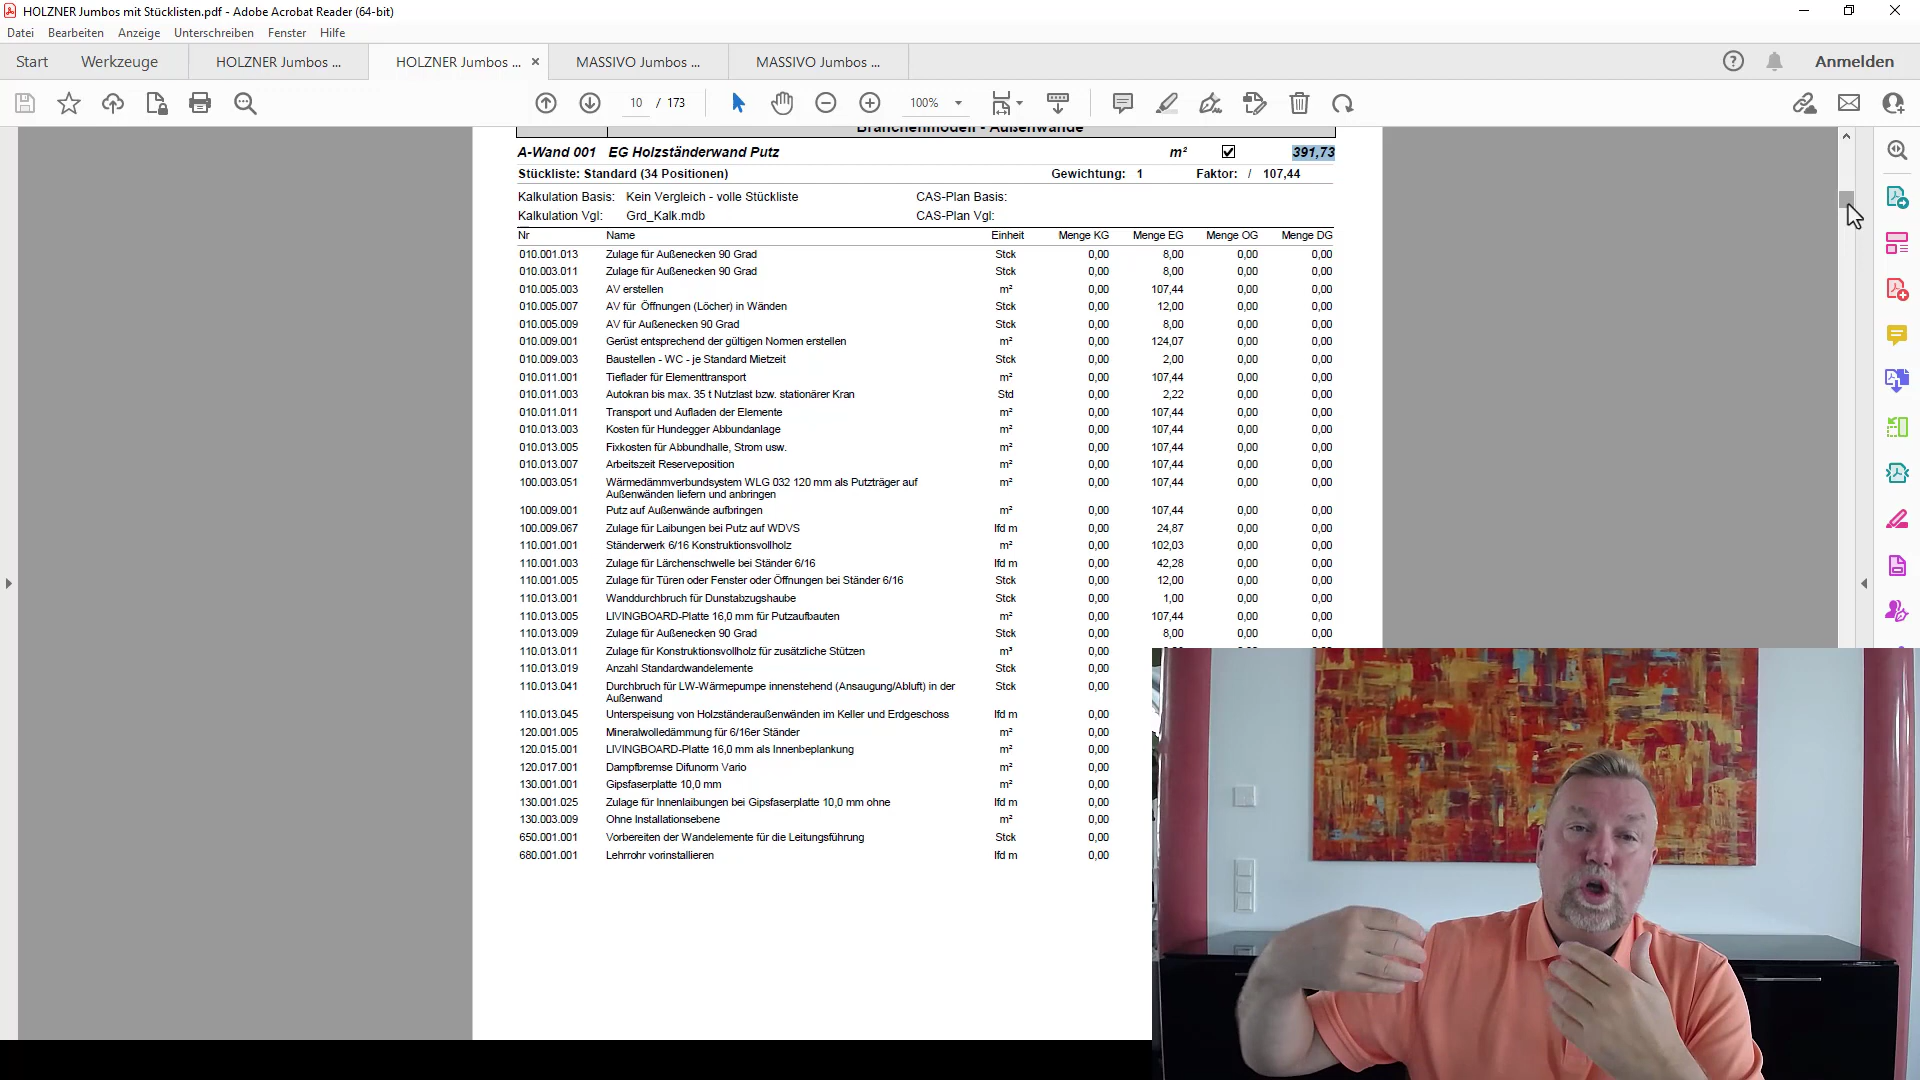 HOLZNER Jumbos mit Stücklisten.pdf - Adobe Acrobat Reader (64-bit)
Datei Bearbeiten Anzeige Unterschreiben Fenster Hilfe
Start Werkzeuge HOLZNER Jumbos ... HOLZNER Jumbos ... × MASSIVO Jumbos ... MASSIVO Jumbos ... Anmelden
10 / 173 100%
Branchenmodell - Außenwände
A-Wand 001 EG Holzständerwand Putz m² 391,73
Stückliste: Standard (34 Positionen) Gewichtung: 1 Faktor: / 107,44
Kalkulation Basis: Kein Vergleich - volle Stückliste CAS-Plan Basis:
Kalkulation Vgl: Grd_Kalk.mdb CAS-Plan Vgl:
Nr Name Einheit Menge KG Menge EG Menge OG Menge DG
010.001.013 Zulage für Außenecken 90 Grad Stck 0,00 8,00 0,00 0,00
010.003.011 Zulage für Außenecken 90 Grad Stck 0,00 8,00 0,00 0,00
010.005.003 AV erstellen m² 0,00 107,44 0,00 0,00
010.005.007 AV für Öffnungen (Löcher) in Wänden Stck 0,00 12,00 0,00 0,00
010.005.009 AV für Außenecken 90 Grad Stck 0,00 8,00 0,00 0,00
010.009.001 Gerüst entsprechend der gültigen Normen erstellen m² 0,00 124,07 0,00 0,00
010.009.003 Baustellen - WC - je Standard Mietzeit Stck 0,00 2,00 0,00 0,00
010.011.001 Tieflader für Elementtransport m² 0,00 107,44 0,00 0,00
010.011.003 Autokran bis max. 35 t Nutzlast bzw. stationärer Kran Std 0,00 2,22 0,00 0,00
010.011.011 Transport und Aufladen der Elemente m² 0,00 107,44 0,00 0,00
010.013.003 Kosten für Hundegger Abbundanlage m² 0,00 107,44 0,00 0,00
010.013.005 Fixkosten für Abbundhalle, Strom usw. m² 0,00 107,44 0,00 0,00
010.013.007 Arbeitszeit Reserveposition m² 0,00 107,44 0,00 0,00
100.003.051 Wärmedämmverbundsystem WLG 032 120 mm als Putzträger auf m² 0,00 107,44 0,00 0,00
Außenwänden liefern und anbringen
100.009.001 Putz auf Außenwände aufbringen m² 0,00 107,44 0,00 0,00
100.009.067 Zulage für Laibungen bei Putz auf WDVS lfd m 0,00 24,87 0,00 0,00
110.001.001 Ständerwerk 6/16 Konstruktionsvollholz m² 0,00 102,03 0,00 0,00
110.001.003 Zulage für Lärchenschwelle bei Ständer 6/16 lfd m 0,00 42,28 0,00 0,00
110.001.005 Zulage für Türen oder Fenster oder Öffnungen bei Ständer 6/16 Stck 0,00 12,00 0,00 0,00
110.013.001 Wanddurchbruch für Dunstabzugshaube Stck 0,00 1,00 0,00 0,00
110.013.005 LIVINGBOARD-Platte 16,0 mm für Putzaufbauten m² 0,00 107,44 0,00 0,00
110.013.009 Zulage für Außenecken 90 Grad Stck 0,00 8,00 0,00 0,00
110.013.011 Zulage für Konstruktionsvollholz für zusätzliche Stützen m³ 0,00
110.013.019 Anzahl Standardwandelemente Stck 0,00
110.013.041 Durchbruch für LW-Wärmepumpe innenstehend (Ansaugung/Abluft) in der Stck 0,00
Außenwand
110.013.045 Unterspeisung von Holzständeraußenwänden im Keller und Erdgeschoss lfd m 0,00
120.001.005 Mineralwolledämmung für 6/16er Ständer m² 0,00
120.015.001 LIVINGBOARD-Platte 16,0 mm als Innenbeplankung m² 0,00
120.017.001 Dampfbremse Difunorm Vario m² 0,00
130.001.001 Gipsfaserplatte 10,0 mm m² 0,00
130.001.025 Zulage für Innenlaibungen bei Gipsfaserplatte 10,0 mm ohne lfd m 0,00
130.003.009 Ohne Installationsebene m² 0,00
650.001.001 Vorbereiten der Wandelemente für die Leitungsführung Stck 0,00
680.001.001 Lehrrohr vorinstallieren lfd m 0,00